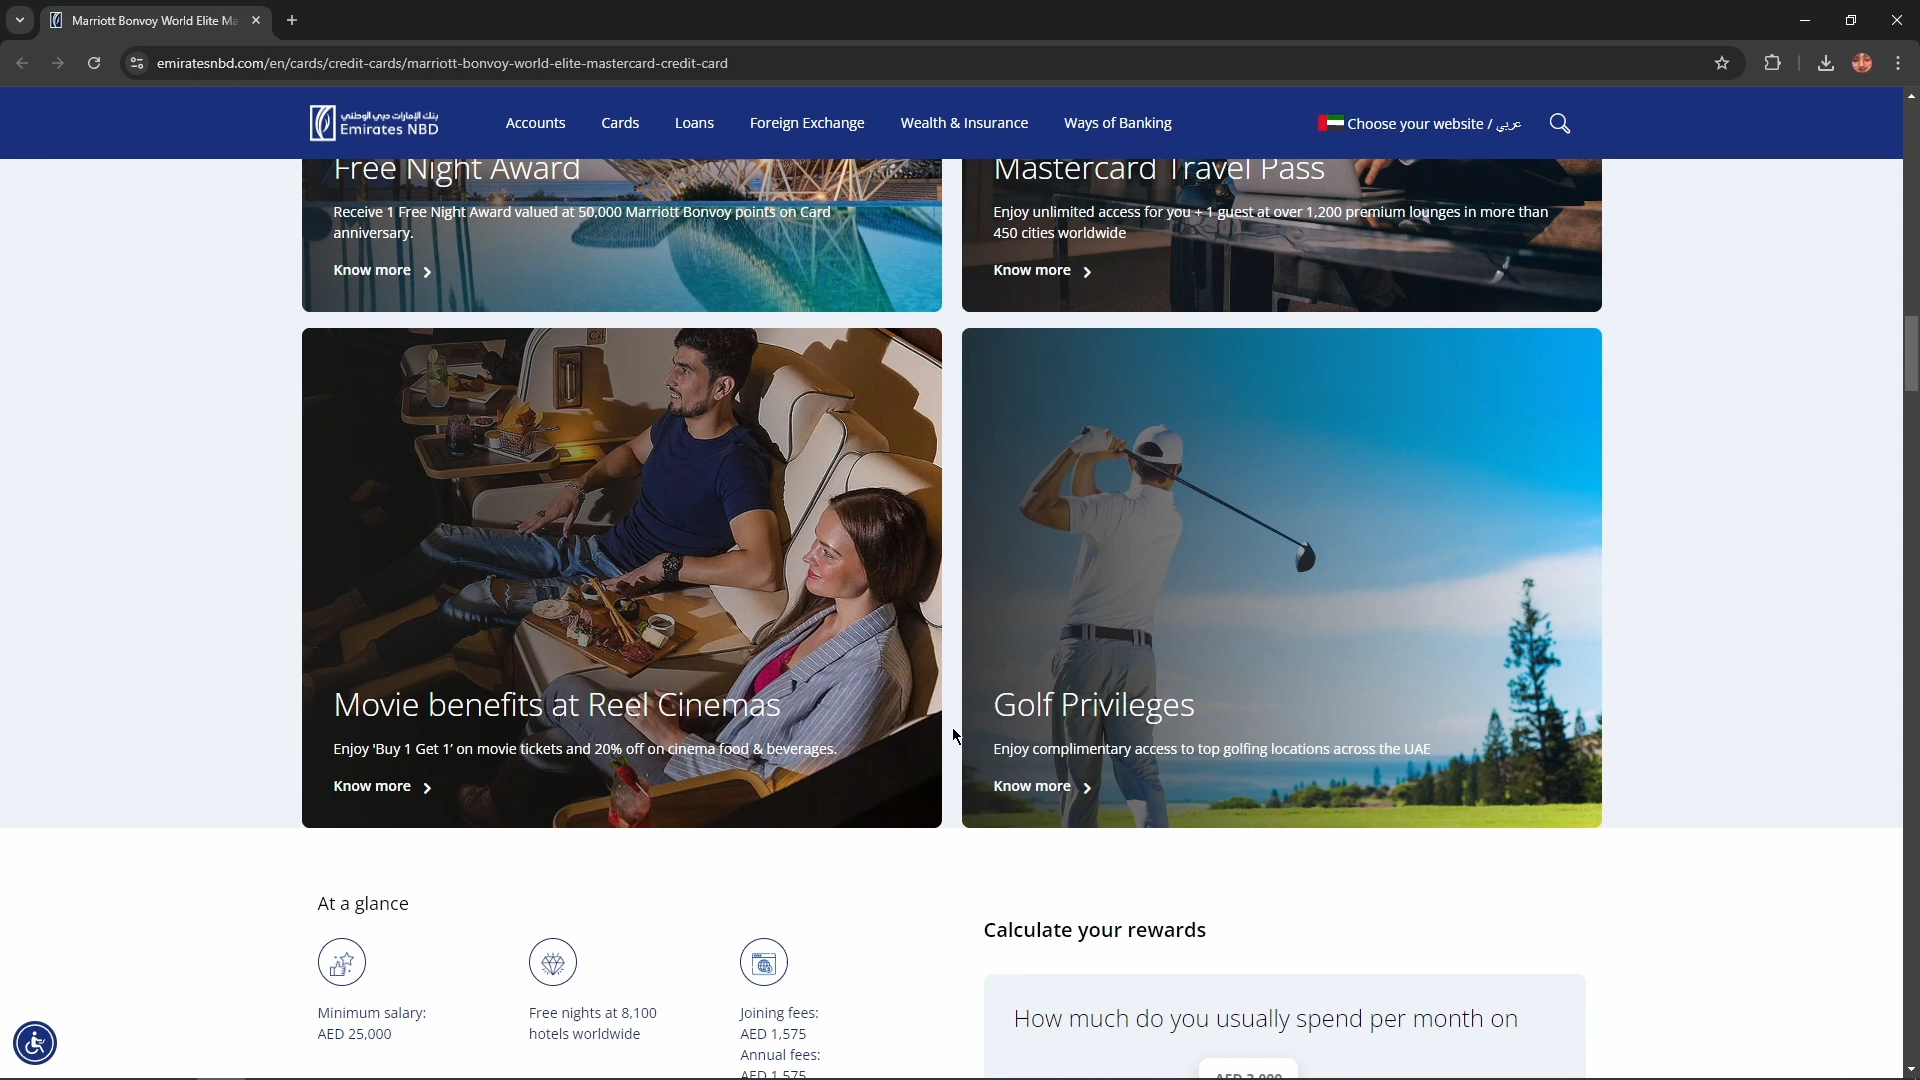 Marriott Bonvoy World Elite Ma
emiratesnbd.com/en/cards/credit-cards/marriott-bonvoy-world-elite-mastercard-credit-card
بنك الإمارات دبي الوطني
Emirates NBD
Accounts
Cards
Loans
Foreign Exchange
Wealth & Insurance
Ways of Banking
Choose your website / عربي
Free Night Award
Receive 1 Free Night Award valued at 50,000 Marriott Bonvoy points on Card
anniversary.
Know more
Mastercard Travel Pass
Enjoy unlimited access for you + 1 guest at over 1,200 premium lounges in more than
450 cities worldwide
Know more
Movie benefits at Reel Cinemas
Enjoy 'Buy 1 Get 1' on movie tickets and 20% off on cinema food & beverages.
Know more
Golf Privileges
Enjoy complimentary access to top golfing locations across the UAE
Know more
At a glance
Minimum salary:
AED 25,000
Free nights at 8,100
hotels worldwide
Joining fees:
AED 1,575
Annual fees:
AED 1,575
Calculate your rewards
How much do you usually spend per month on
AED 3,000